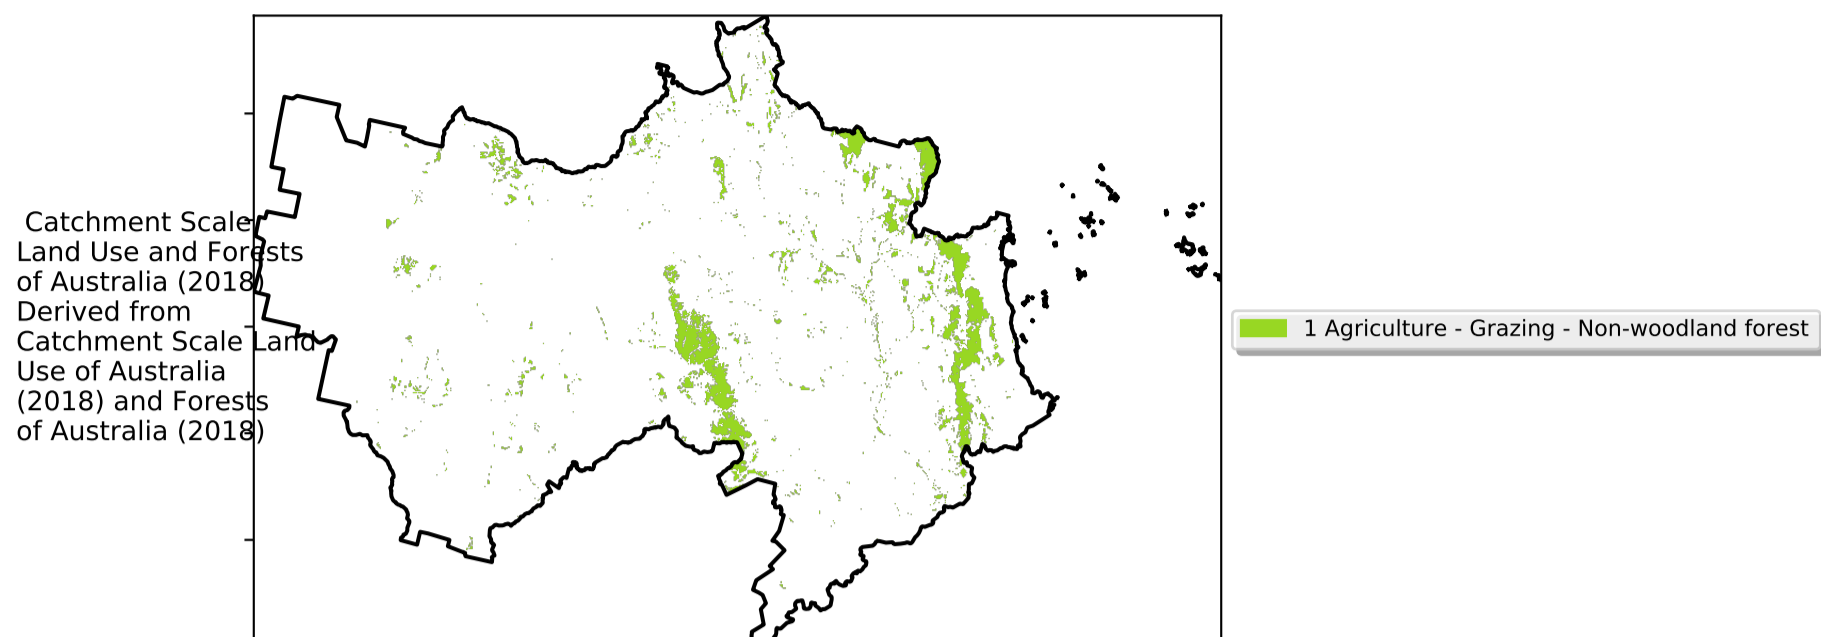 Catchment Scale
Land Use and Forests
of Australia (2018)
Derived from
Catchment Scale Land
Use of Australia
(2018) and Forests
of Australia (2018)
1 Agriculture - Grazing - Non-woodland forest